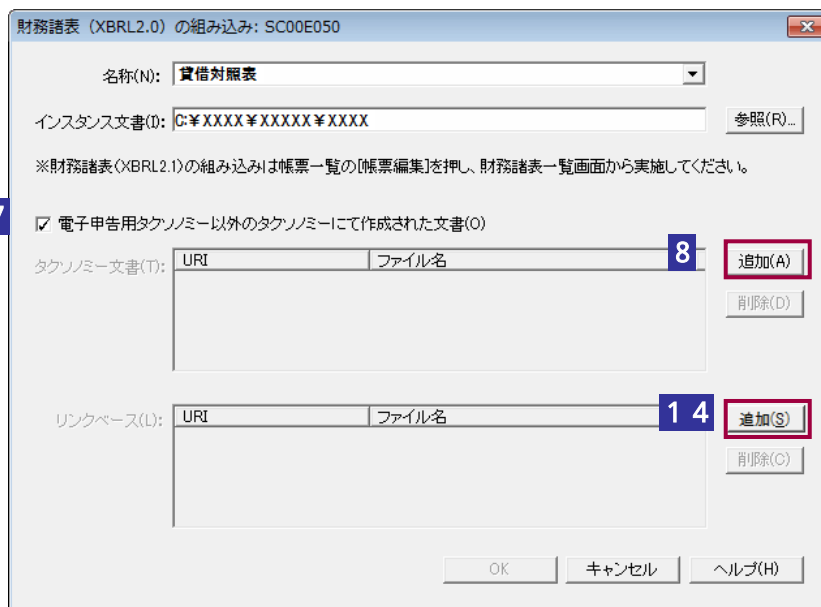 財務諸表（XBRL2.0）の組み込み: SC00E050
名称(N): 貸借対照表
インスタンス文書(I): C:¥XXXX¥XXXXX¥XXXX 参照(R)...
※財務諸表(XBRL2.1)の組み込みは帳票一覧の[帳票編集]を押し、財務諸表一覧画面から実施してください。
7 電子申告用タクソノミー以外のタクソノミーにて作成された文書(O)
タクソノミー文書(T): URI ファイル名 8 追加(A)
削除(D)
リンクベース(L): URI ファイル名 14 追加(S)
削除(C)
OK キャンセル ヘルプ(H)